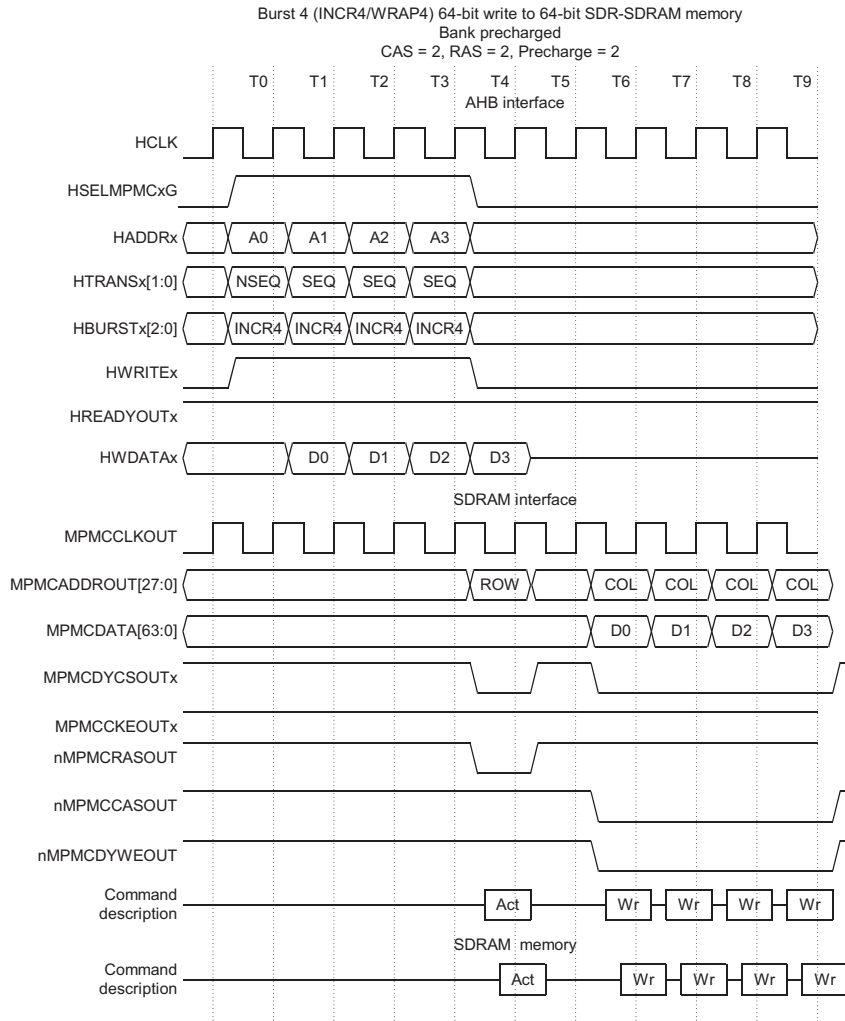 Burst 4 (INCR4/WRAP4) 64-bit write to 64-bit SDR-SDRAM memory
Bank precharged
CAS = 2, RAS = 2, Precharge = 2
T0 T1 T2 T3 T4 T5 T6 T7 T8 T9
AHB interface
HCLK
HSELMPMCxG
HADDRx A0 A1 A2 A3
HTRANSx[1:0] NSEQ SEQ SEQ SEQ
HBURSTx[2:0] INCR4 INCR4 INCR4 INCR4
HWRITEx
HREADYOUTx
HWDATAx D0 D1 D2 D3
SDRAM interface
MPMCCLKOUT
MPMCADDROUT[27:0] ROW COL COL COL COL
MPMCDATA[63:0] D0 D1 D2 D3
MPMCDYCSOUTx
MPMCCKEOUTx
nMPMCRASOUT
nMPMCCASOUT
nMPMCDYWEOUT
Command
description Act Wr Wr Wr Wr
SDRAM memory
Command
description Act Wr Wr Wr Wr